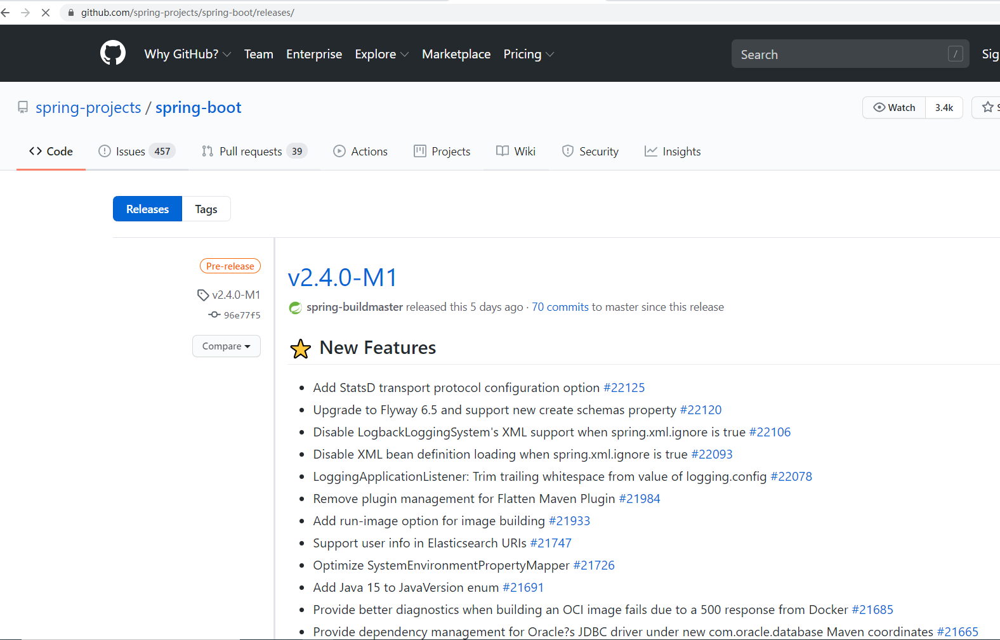 github.com/spring-projects/spring-boot/releases/
Why GitHub? Team Enterprise Explore Marketplace Pricing Search / Sig
spring-projects / spring-boot Watch 3.4k S
Code Issues 457 Pull requests 39 Actions Projects Wiki Security Insights
Releases Tags
Pre-release
v2.4.0-M1
96e77f5
Compare
v2.4.0-M1
spring-buildmaster released this 5 days ago · 70 commits to master since this release
New Features
• Add StatsD transport protocol configuration option #22125
• Upgrade to Flyway 6.5 and support new create schemas property #22120
• Disable LogbackLoggingSystem's XML support when spring.xml.ignore is true #22106
• Disable XML bean definition loading when spring.xml.ignore is true #22093
• LoggingApplicationListener: Trim trailing whitespace from value of logging.config #22078
• Remove plugin management for Flatten Maven Plugin #21984
• Add run-image option for image building #21933
• Support user info in Elasticsearch URIs #21747
• Optimize SystemEnvironmentPropertyMapper #21726
• Add Java 15 to JavaVersion enum #21691
• Provide better diagnostics when building an OCI image fails due to a 500 response from Docker #21685
• Provide dependency management for Oracle?s JDBC driver under new com.oracle.database Maven coordinates #21665